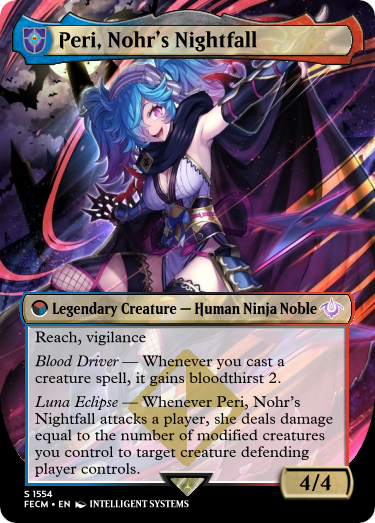 Peri, Nohr's Nightfall
Legendary Creature — Human Ninja Noble
Reach, vigilance
Blood Driver — Whenever you cast a
creature spell, it gains bloodthirst 2.
Luna Eclipse — Whenever Peri, Nohr's
Nightfall attacks a player, she deals damage
equal to the number of modified creatures
you control to target creature defending
player controls.
4/4
S 1554
FECM • EN INTELLIGENT SYSTEMS